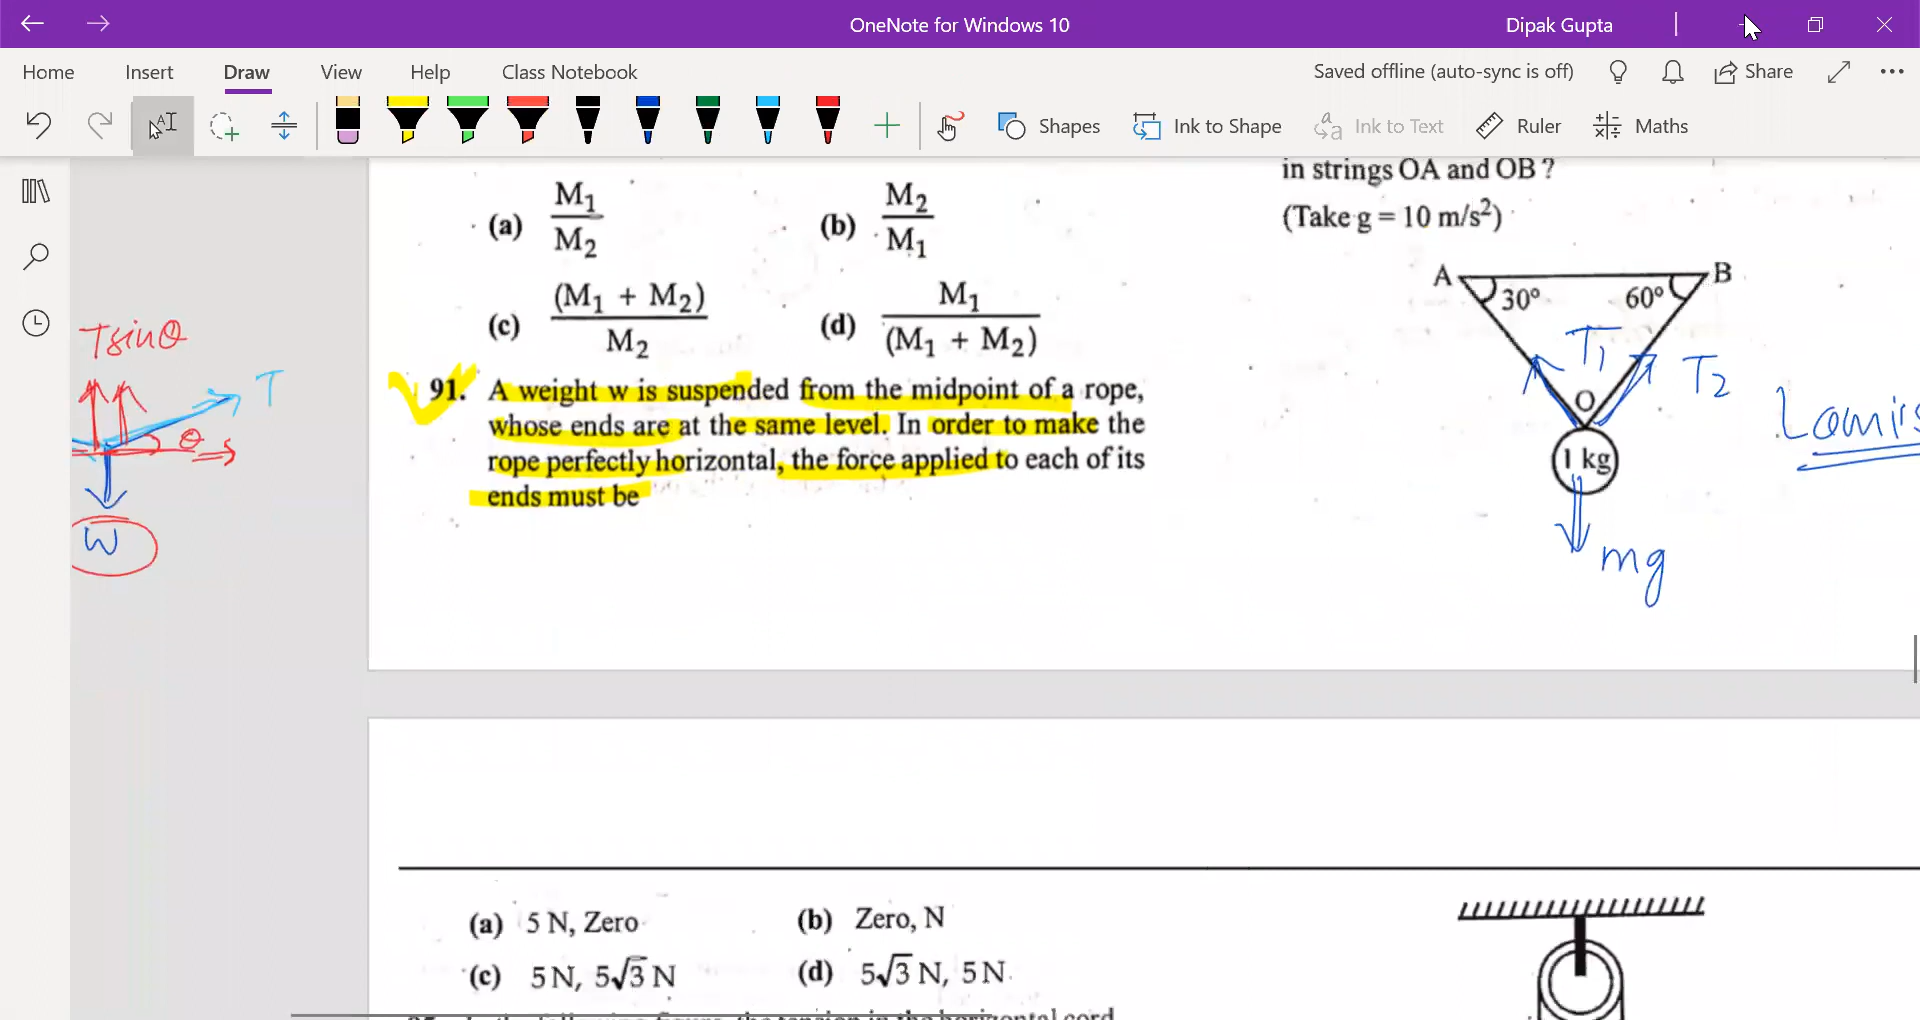 OneNote for Windows 10
Dipak Gupta
Home
Insert
Draw
View
Help
Class Notebook
Saved offline (auto-sync is off)
Share
Shapes
Ink to Shape
Ink to Text
Ruler
Maths
in strings OA and OB ?
(Take g = 10 m/s²)
(a) M₁/M₂
(b) M₂/M₁
(c) (M₁ + M₂)/M₂
(d) M₁/(M₁ + M₂)
A
B
30°
60°
T₁
T₂
O
1 kg
mg
Tsinθ
T
θ
W
91. A weight w is suspended from the midpoint of a rope,
whose ends are at the same level. In order to make the
rope perfectly horizontal, the force applied to each of its
ends must be
(a) 5 N, Zero
(b) Zero, N
(c) 5 N, 5√3 N
(d) 5√3 N, 5 N